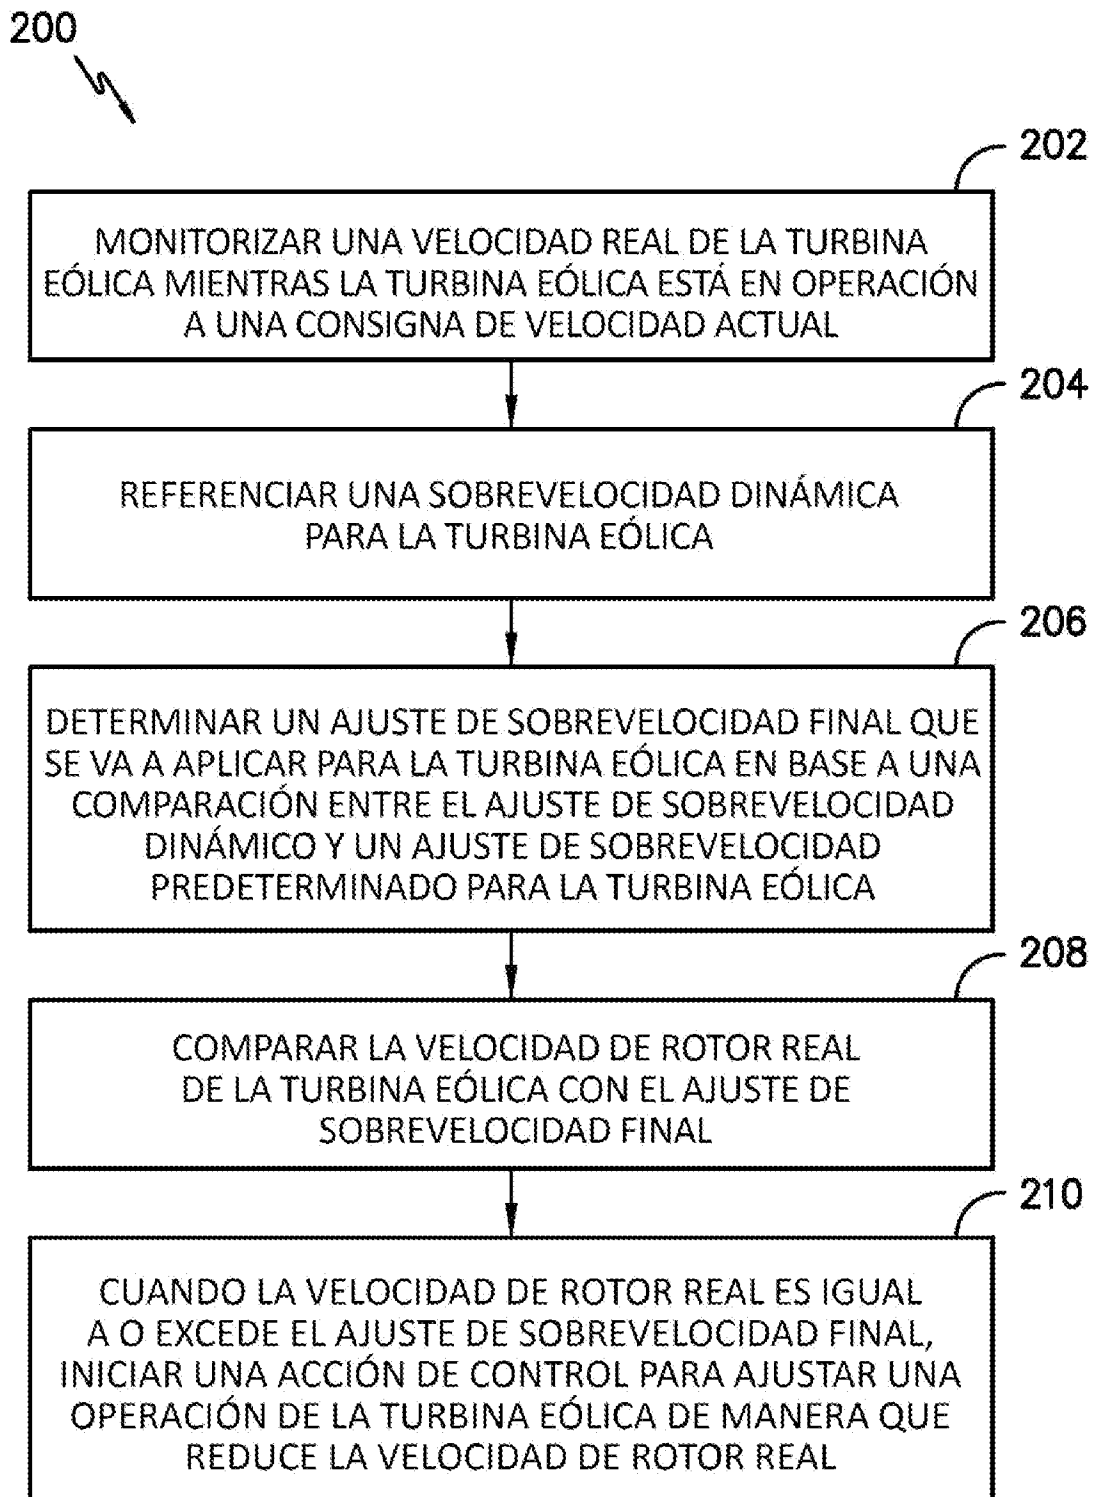 200
202
MONITORIZAR UNA VELOCIDAD REAL DE LA TURBINA
EÓLICA MIENTRAS LA TURBINA EÓLICA ESTÁ EN OPERACIÓN
A UNA CONSIGNA DE VELOCIDAD ACTUAL
204
REFERENCIAR UNA SOBREVELOCIDAD DINÁMICA
PARA LA TURBINA EÓLICA
206
DETERMINAR UN AJUSTE DE SOBREVELOCIDAD FINAL QUE
SE VA A APLICAR PARA LA TURBINA EÓLICA EN BASE A UNA
COMPARACIÓN ENTRE EL AJUSTE DE SOBREVELOCIDAD
DINÁMICO Y UN AJUSTE DE SOBREVELOCIDAD
PREDETERMINADO PARA LA TURBINA EÓLICA
208
COMPARAR LA VELOCIDAD DE ROTOR REAL
DE LA TURBINA EÓLICA CON EL AJUSTE DE
SOBREVELOCIDAD FINAL
210
CUANDO LA VELOCIDAD DE ROTOR REAL ES IGUAL
A O EXCEDE EL AJUSTE DE SOBREVELOCIDAD FINAL,
INICIAR UNA ACCIÓN DE CONTROL PARA AJUSTAR UNA
OPERACIÓN DE LA TURBINA EÓLICA DE MANERA QUE
REDUCE LA VELOCIDAD DE ROTOR REAL